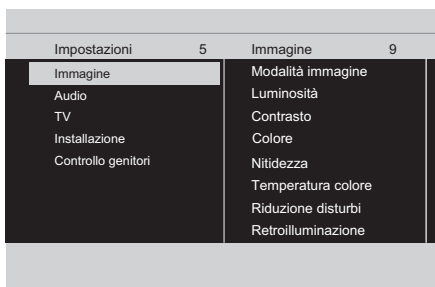 Impostazioni 5 Immagine 9
Immagine Modalità immagine
Audio Luminosità
TV Contrasto
Installazione Colore
Controllo genitori Nitidezza
Temperatura colore
Riduzione disturbi
Retroilluminazione